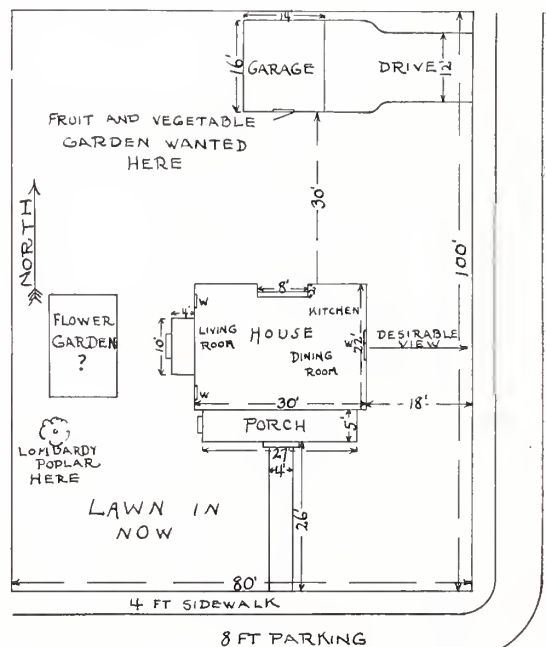 14'
16'
GARAGE
DRIVE
12'
FRUIT AND VEGETABLE
GARDEN WANTED
HERE
30'
NORTH
100'
8'
4'
W
KITCHEN
FLOWER
GARDEN
?
10'
LIVING
ROOM
HOUSE
DINING
ROOM
W
22'
DESIRABLE
VIEW
W
30'
18'
PORCH
5'
LOMBARDY
POPLAR
HERE
27'
4'
26'
LAWN IN
NOW
80'
4 FT SIDEWALK
8 FT PARKING